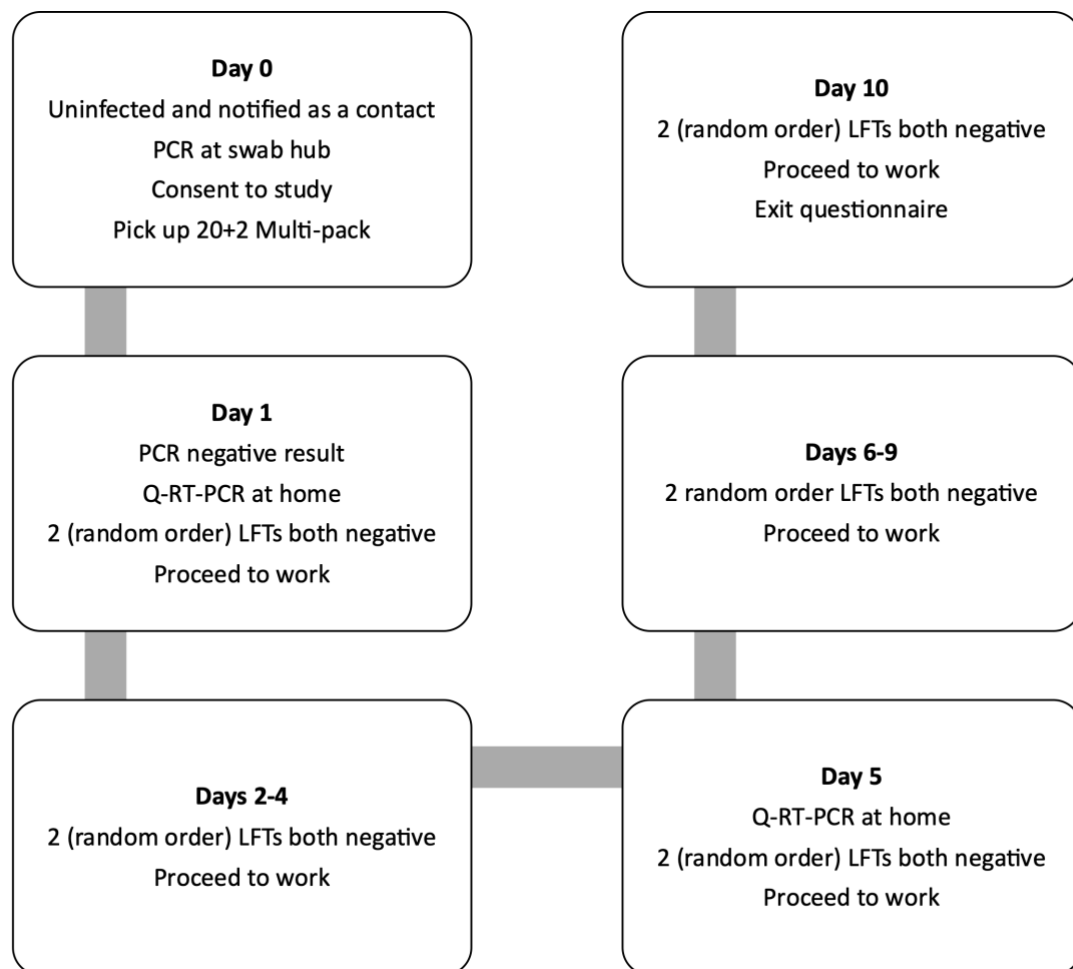 Day 0
Uninfected and notified as a contact
PCR at swab hub
Consent to study
Pick up 20+2 Multi-pack
Day 1
PCR negative result
Q-RT-PCR at home
2 (random order) LFTs both negative
Proceed to work
Days 2-4
2 (random order) LFTs both negative
Proceed to work
Day 5
Q-RT-PCR at home
2 (random order) LFTs both negative
Proceed to work
Days 6-9
2 random order LFTs both negative
Proceed to work
Day 10
2 (random order) LFTs both negative
Proceed to work
Exit questionnaire